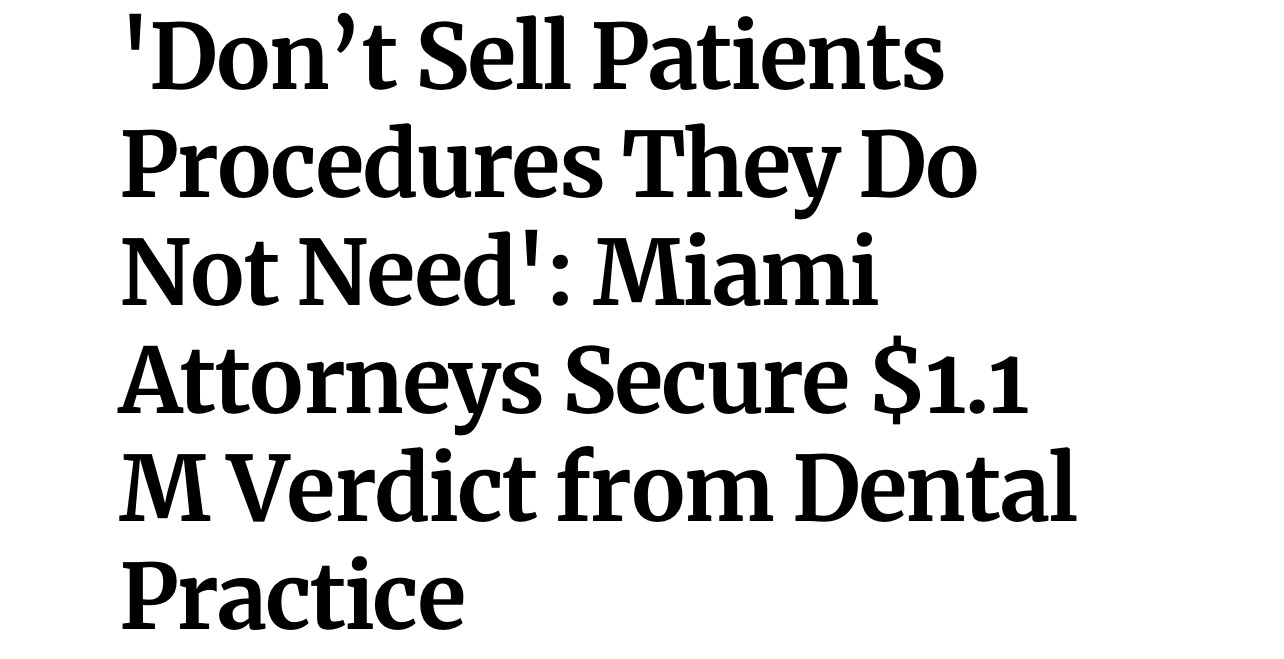 'Don’t Sell Patients
Procedures They Do
Not Need': Miami
Attorneys Secure $1.1
M Verdict from Dental
Practice